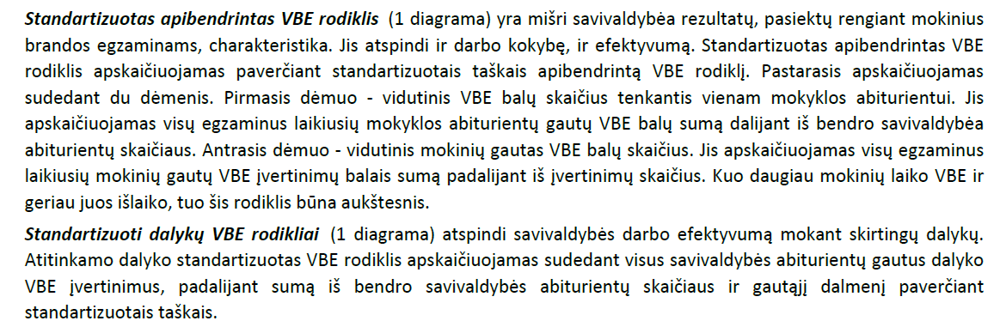 Standartizuotas apibendrintas VBE rodiklis (1 diagrama) yra mišri savivaldybėa rezultatų, pasiektų rengiant mokinius
brandos egzaminams, charakteristika. Jis atspindi ir darbo kokybę, ir efektyvumą. Standartizuotas apibendrintas VBE
rodiklis apskaičiuojamas paverčiant standartizuotais taškais apibendrintą VBE rodiklį. Pastarasis apskaičiuojamas
sudedant du dėmenis. Pirmasis dėmuo - vidutinis VBE balų skaičius tenkantis vienam mokyklos abiturientui. Jis
apskaičiuojamas visų egzaminus laikiusių mokyklos abiturientų gautų VBE balų sumą dalijant iš bendro savivaldybėa
abiturientų skaičiaus. Antrasis dėmuo - vidutinis mokinių gautas VBE balų skaičius. Jis apskaičiuojamas visų egzaminus
laikiusių mokinių gautų VBE įvertinimų balais sumą padalijant iš įvertinimų skaičiaus. Kuo daugiau mokinių laiko VBE ir
geriau juos išlaiko, tuo šis rodiklis būna aukštesnis.
Standartizuoti dalykų VBE rodikliai (1 diagrama) atspindi savivaldybės darbo efektyvumą mokant skirtingų dalykų.
Atitinkamo dalyko standartizuotas VBE rodiklis apskaičiuojamas sudedant visus savivaldybės abiturientų gautus dalyko
VBE įvertinimus, padalijant sumą iš bendro savivaldybės abiturientų skaičiaus ir gautąjį dalmenį paverčiant
standartizuotais taškais.